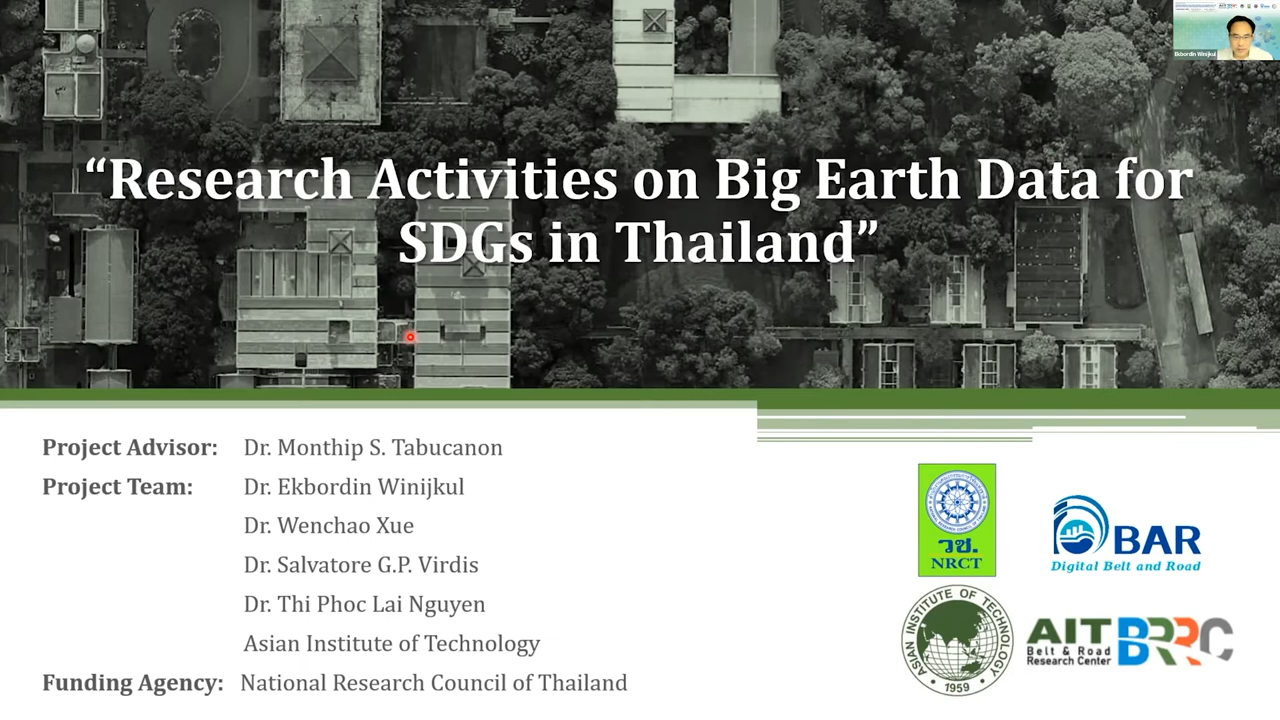 Ekbordin Winijkul
“Research Activities on Big Earth Data for
SDGs in Thailand”
Project Advisor: Dr. Monthip S. Tabucanon
Project Team: Dr. Ekbordin Winijkul
Dr. Wenchao Xue
Dr. Salvatore G.P. Virdis
Dr. Thi Phoc Lai Nguyen
Asian Institute of Technology
Funding Agency: National Research Council of Thailand
วช.
NRCT
BAR
Digital Belt and Road
ASIAN INSTITUTE OF TECHNOLOGY
1959
AIT
Belt & Road
Research Center
BRRC